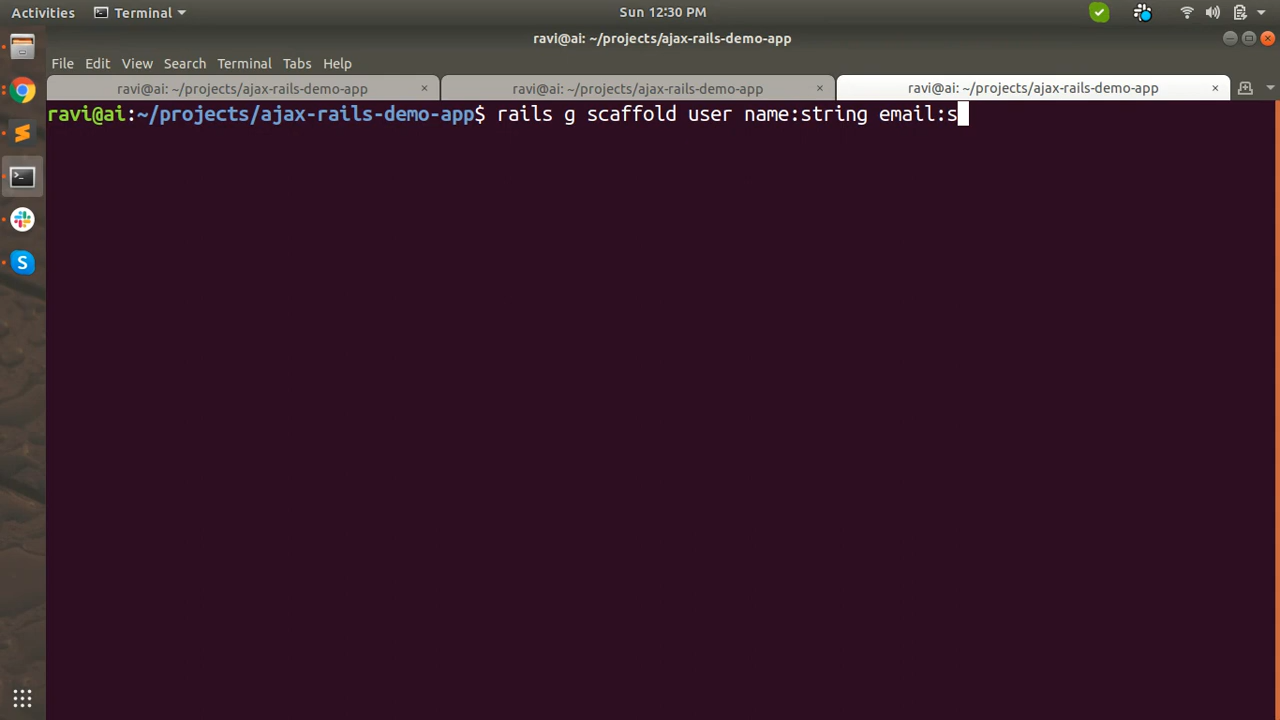 Activities Terminal Sun 12:30 PM
ravi@ai: ~/projects/ajax-rails-demo-app
File Edit View Search Terminal Tabs Help
ravi@ai: ~/projects/ajax-rails-demo-app × ravi@ai: ~/projects/ajax-rails-demo-app × ravi@ai: ~/projects/ajax-rails-demo-app ×
ravi@ai:~/projects/ajax-rails-demo-app$ rails g scaffold user name:string email:s